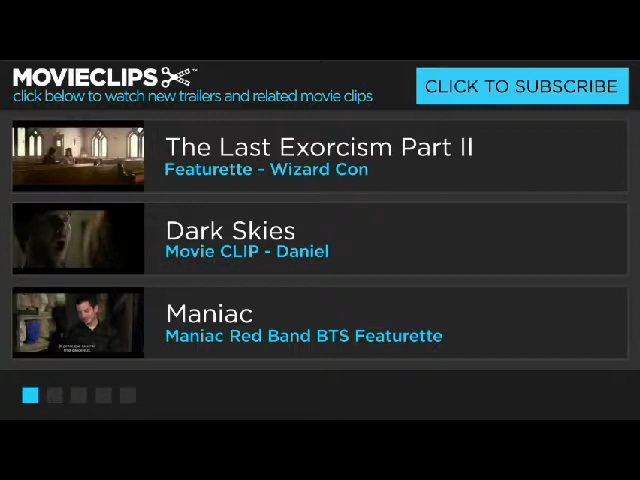 MOVIECLIPS™
click below to watch new trailers and related movie clips
CLICK TO SUBSCRIBE
The Last Exorcism Part II
Featurette - Wizard Con
Dark Skies
Movie CLIP - Daniel
Maniac
Maniac Red Band BTS Featurette